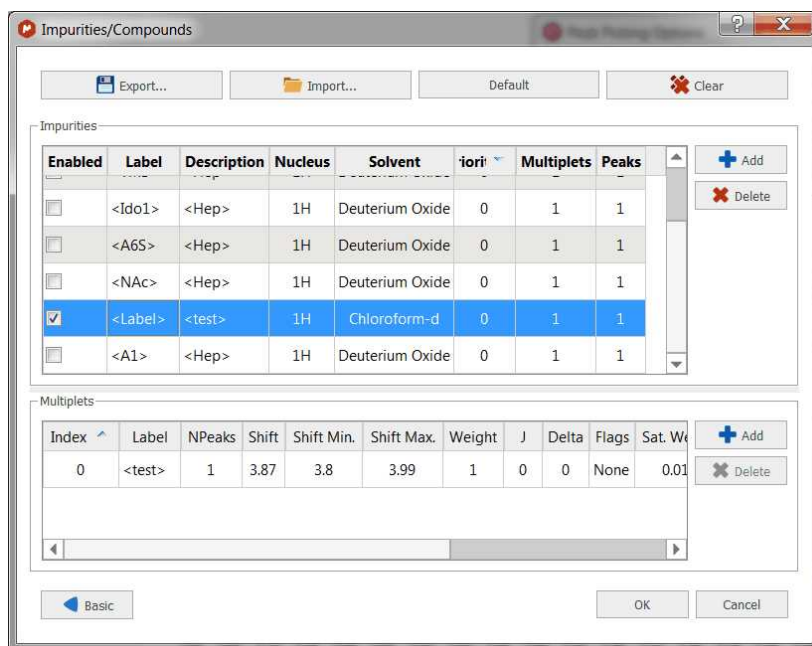 Impurities/Compounds
Export... Import... Default Clear
Impurities
Enabled Label Description Nucleus Solvent iorit Multiplets Peaks
Add
Delete
<Ido1> <Hep> 1H Deuterium Oxide 0 1 1
<A6S> <Hep> 1H Deuterium Oxide 0 1 1
<NAc> <Hep> 1H Deuterium Oxide 0 1 1
<Label> <test> 1H Chloroform-d 0 1 1
<A1> <Hep> 1H Deuterium Oxide 0 1 1
Multiplets
Index Label NPeaks Shift Shift Min. Shift Max. Weight J Delta Flags Sat. We
Add
0 <test> 1 3.87 3.8 3.99 1 0 0 None 0.01
Delete
Basic OK Cancel